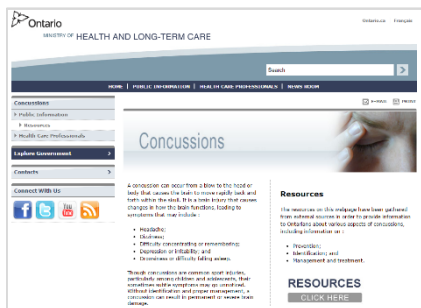 Ontario
Ontario.ca Français
MINISTRY OF HEALTH AND LONG-TERM CARE
Search
HOME | PUBLIC INFORMATION | HEALTH CARE PROFESSIONALS | NEWS ROOM
E-MAIL PRINT
Concussions
Public Information
Resources
Health Care Professionals
Explore Government
Contacts
Connect With Us
You Tube
Concussions
A concussion can occur from a blow to the head or
body that causes the brain to move rapidly back and
forth within the skull. It is a brain injury that causes
changes in how the brain functions, leading to
symptoms that may include :
Headache;
Dizziness;
Difficulty concentrating or remembering;
Depression or irritability; and
Drowsiness or difficulty falling asleep.
Though concussions are common sport injuries,
particularly among children and adolescents, their
sometimes subtle symptoms may go unnoticed.
Without identification and proper management, a
concussion can result in permanent or severe brain
damage.
Resources
The resources on this webpage have been gathered
from external sources in order to provide information
to Ontarians about various aspects of concussions,
including information on :
Prevention;
Identification; and
Management and treatment.
RESOURCES
CLICK HERE